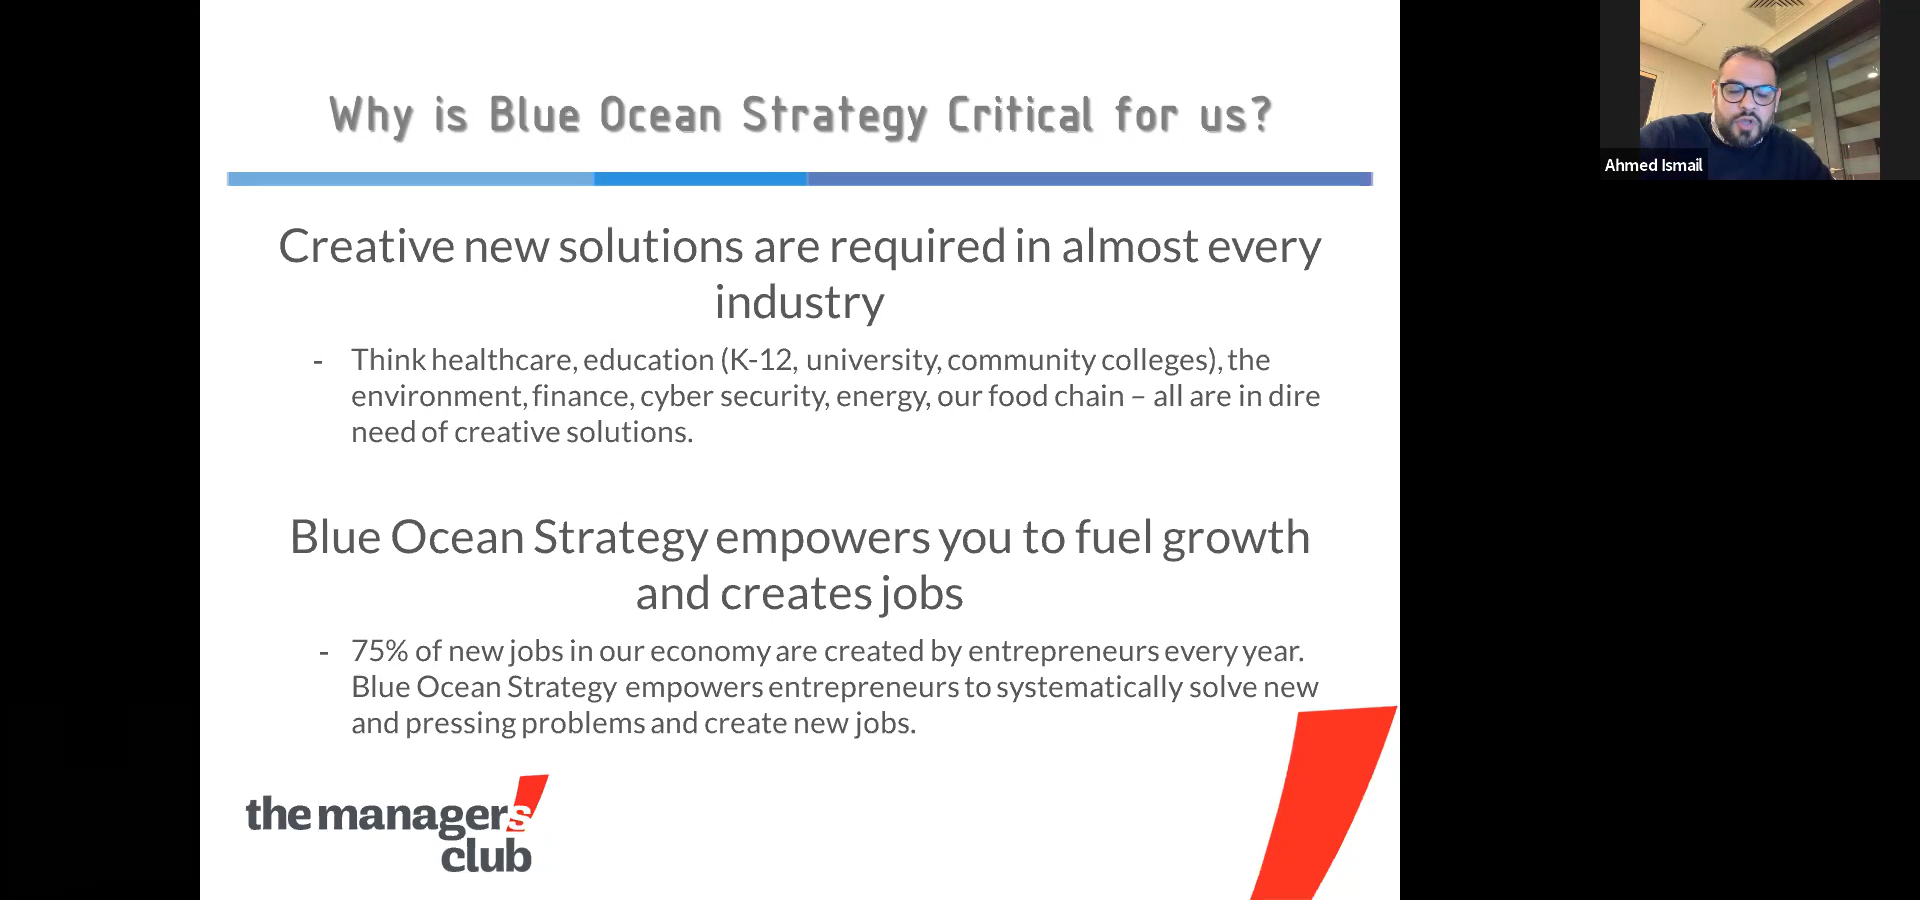 Why is Blue Ocean Strategy Critical for us?
Creative new solutions are required in almost every
industry
- Think healthcare, education (K-12, university, community colleges), the
environment, finance, cyber security, energy, our food chain – all are in dire
need of creative solutions.
Blue Ocean Strategy empowers you to fuel growth
and creates jobs
- 75% of new jobs in our economy are created by entrepreneurs every year.
Blue Ocean Strategy empowers entrepreneurs to systematically solve new
and pressing problems and create new jobs.
the managers
club
Ahmed Ismail